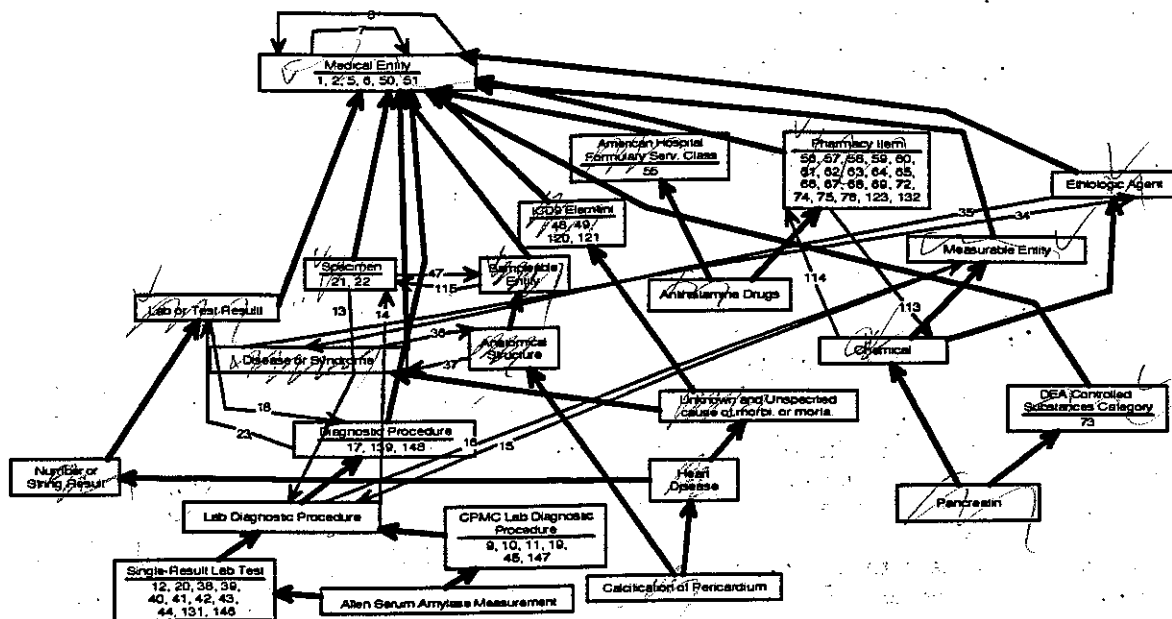 6
7
Medical Entity
1, 2, 5, 6, 50, 51
American Hospital
Formulary Serv. Class
55
Pharmacy Item
56, 57, 58, 59, 60,
61, 62, 63, 64, 65,
66, 67, 68, 69, 72,
74, 75, 76, 123, 132
Ethiologic Agent
35
34
ICD9 Element
48, 49,
120, 121
Measurable Entity
Specimen
21, 22
47
115
Sampleable
Entity
114
Antihistamine Drugs
113
Lab or Test Result
13
14
36
Anatomical
Structure
Chemical
Disease or Syndrome
37
Unknown and Unspecified
cause of morbi. or morta.
DEA Controlled
Substances Category
73
18
23
Diagnostic Procedure
17, 139, 148
16
15
Number or
String Result
Heart
Disease
Pancreatin
Lab Diagnostic Procedure
CPMC Lab Diagnostic
Procedure
9, 10, 11, 19,
45, 147
Single-Result Lab Test
12, 20, 38, 39,
40, 41, 42, 43,
44, 131, 146
Allen Serum Amylase Measurement
Calcification of Pericardium